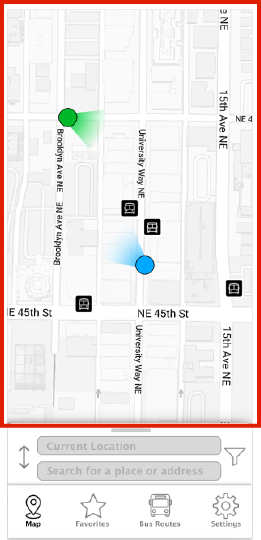 NE
15th Ave NE
NE 4
Brooklyn Ave NE
University Way NE
Brooklyn Ave NE
NE 45th St
NE 45th St
University Way NE
15th Ave NE
Current Location
Search for a place or address
Map
Favorites
Bus Routes
Settings